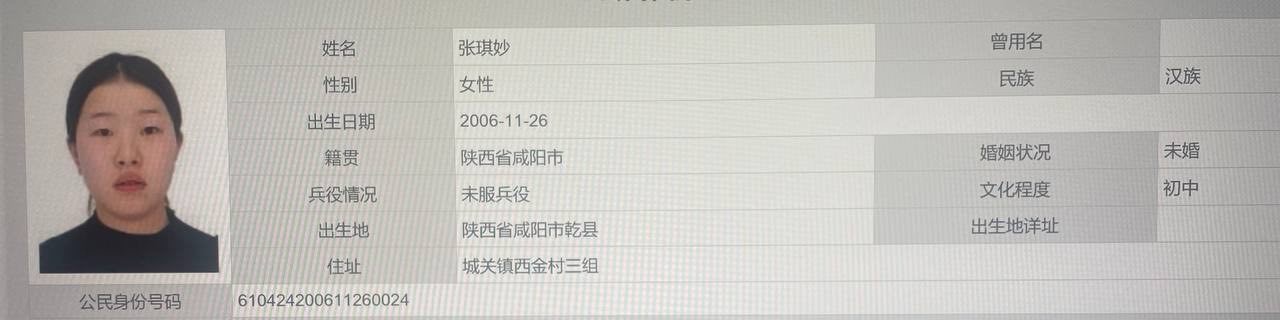 姓名 张琪妙 曾用名
性别 女性 民族 汉族
出生日期 2006-11-26
籍贯 陕西省咸阳市 婚姻状况 未婚
兵役情况 未服兵役 文化程度 初中
出生地 陕西省咸阳市乾县 出生地详址
住址 城关镇西金村三组
公民身份号码 610424200611260024